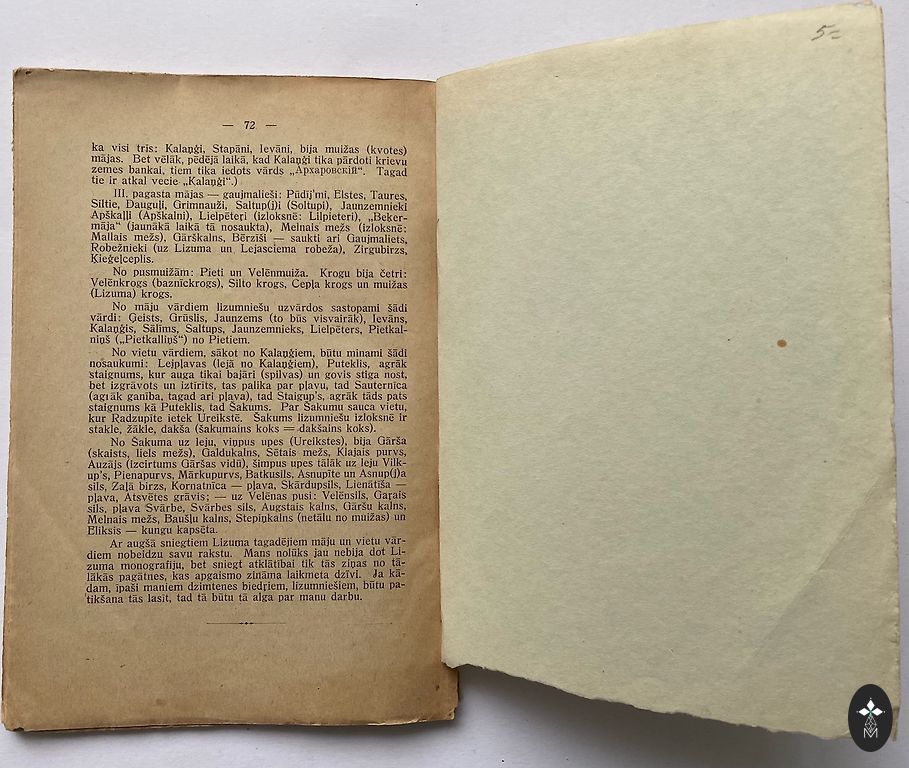 — 72 —
ka visi trīs: Kalaņģi, Stapāni, Ievāni, bija muižas (kvotes)
mājas. Bet vēlāk, pēdējā laikā, kad Kalaņģi tika pārdoti krievu
zemes bankai, tiem tika iedots vārds „Архаровскій“. Tagad
tie ir atkal vecie „Kalaņģi“.)
III. pagasta mājas — gaujmalieši: Pūdij'mi, Elstes, Taures,
Siltie, Dauguļi, Grimnauži, Saltup(j)i (Soltupi), Jaunzemnieki
Apškaļļi (Apškalni), Lielpēteri (izloksnē: Lilpieteri), „Beķer-
māja“ (jaunākā laikā tā nosaukta), Melnais mežs (izloksnē:
Mallais mežs), Gārškalns, Bērziši — saukti ari Gaujmaliets,
Robežnieki (uz Lizuma un Lejasciema robeža), Zirgubirzs,
Ķieģeļceplis.
No pusmuižām: Pieti un Velēnmuiža. Krogu bija četri:
Velēnkrogs (baznīckrogs), Silto krogs, Cepļa krogs un muižas
(Lizuma) krogs.
No māju vārdiem lizumniešu uzvārdos sastopami šādi
vārdi: Ģeists, Grūslis, Jaunzems (to būs visvairāk), Ievāns,
Kalaņģis, Sālims, Saltups, Jaunzemnieks, Lielpēters, Pietkal-
niņš („Pietkalliņš“) no Pietiem.
No vietu vārdiem, sākot no Kalaņģiem, būtu minami šādi
nosaukumi: Lejpļavas (lejā no Kalaņģiem), Puteklis, agrāk
staignums, kur auga tikai bajāri (spilvas) un govis stiga nost,
bet izgrāvots un iztīrīts, tas palika par pļavu, tad Sauternīca
(agrāk ganība, tagad ari pļava), tad Staigup's, agrāk tāds pats
staignums kā Puteklis, tad Šakums. Par Šakumu sauca vietu,
kur Radzupīte ietek Ureikstē. Šakums lizumniešu izloksnē ir
stakle, žākle, dakša (šakumains koks = dakšains koks).
No Šakuma uz leju, viņpus upes (Ureikstes), bija Gārša
(skaists, liels mežs), Galdukalns, Sētais mežs, Klajais purvs,
Auzājs (izcirtums Gāršas vidū), šimpus upes tālāk uz leju Vilk-
up's, Pienapurvs, Mārkupurvs, Batkusils, Asnupīte un Asnup(j)a
sils, Zaļā birzs, Kornatnīca — pļava, Skārdupsils, Lienātiša —
pļava, Atsvētes grāvis; — uz Velēnas pusi: Velēnsils, Gaŗais
sils, pļava Svārbe, Svārbes sils, Augstais kalns, Gāršu kalns,
Melnais mežs, Baušļu kalns, Stepiņkalns (netālu no muižas) un
Eliksis — kungu kapsēta.
Ar augšā sniegtiem Lizuma tagadējiem māju un vietu vār-
diem nobeidzu savu rakstu. Mans nolūks jau nebija dot Li-
zuma monografiju, bet sniegt atklātībai tik tās ziņas no tā-
lākās pagātnes, kas apgaismo zināma laikmeta dzīvi. Ja kā-
dam, īpaši maniem dzimtenes biedriem, lizumniešiem, būtu pa-
tikšana tās lasīt, tad tā būtu tā alga par manu darbu.
5=
M